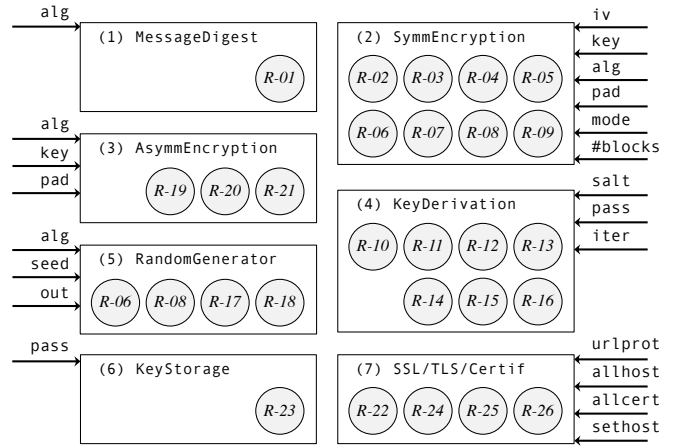 alg
(1) MessageDigest
R-01
(2) SymmEncryption
iv
key
alg
pad
mode
#blocks
R-02 R-03 R-04 R-05
R-06 R-07 R-08 R-09
alg
key
pad
(3) AsymmEncryption
R-19 R-20 R-21
(4) KeyDerivation
salt
pass
iter
R-10 R-11 R-12 R-13
R-14 R-15 R-16
alg
seed
out
(5) RandomGenerator
R-06 R-08 R-17 R-18
pass
(6) KeyStorage
R-23
(7) SSL/TLS/Certif
urlprot
allhost
allcert
sethost
R-22 R-24 R-25 R-26